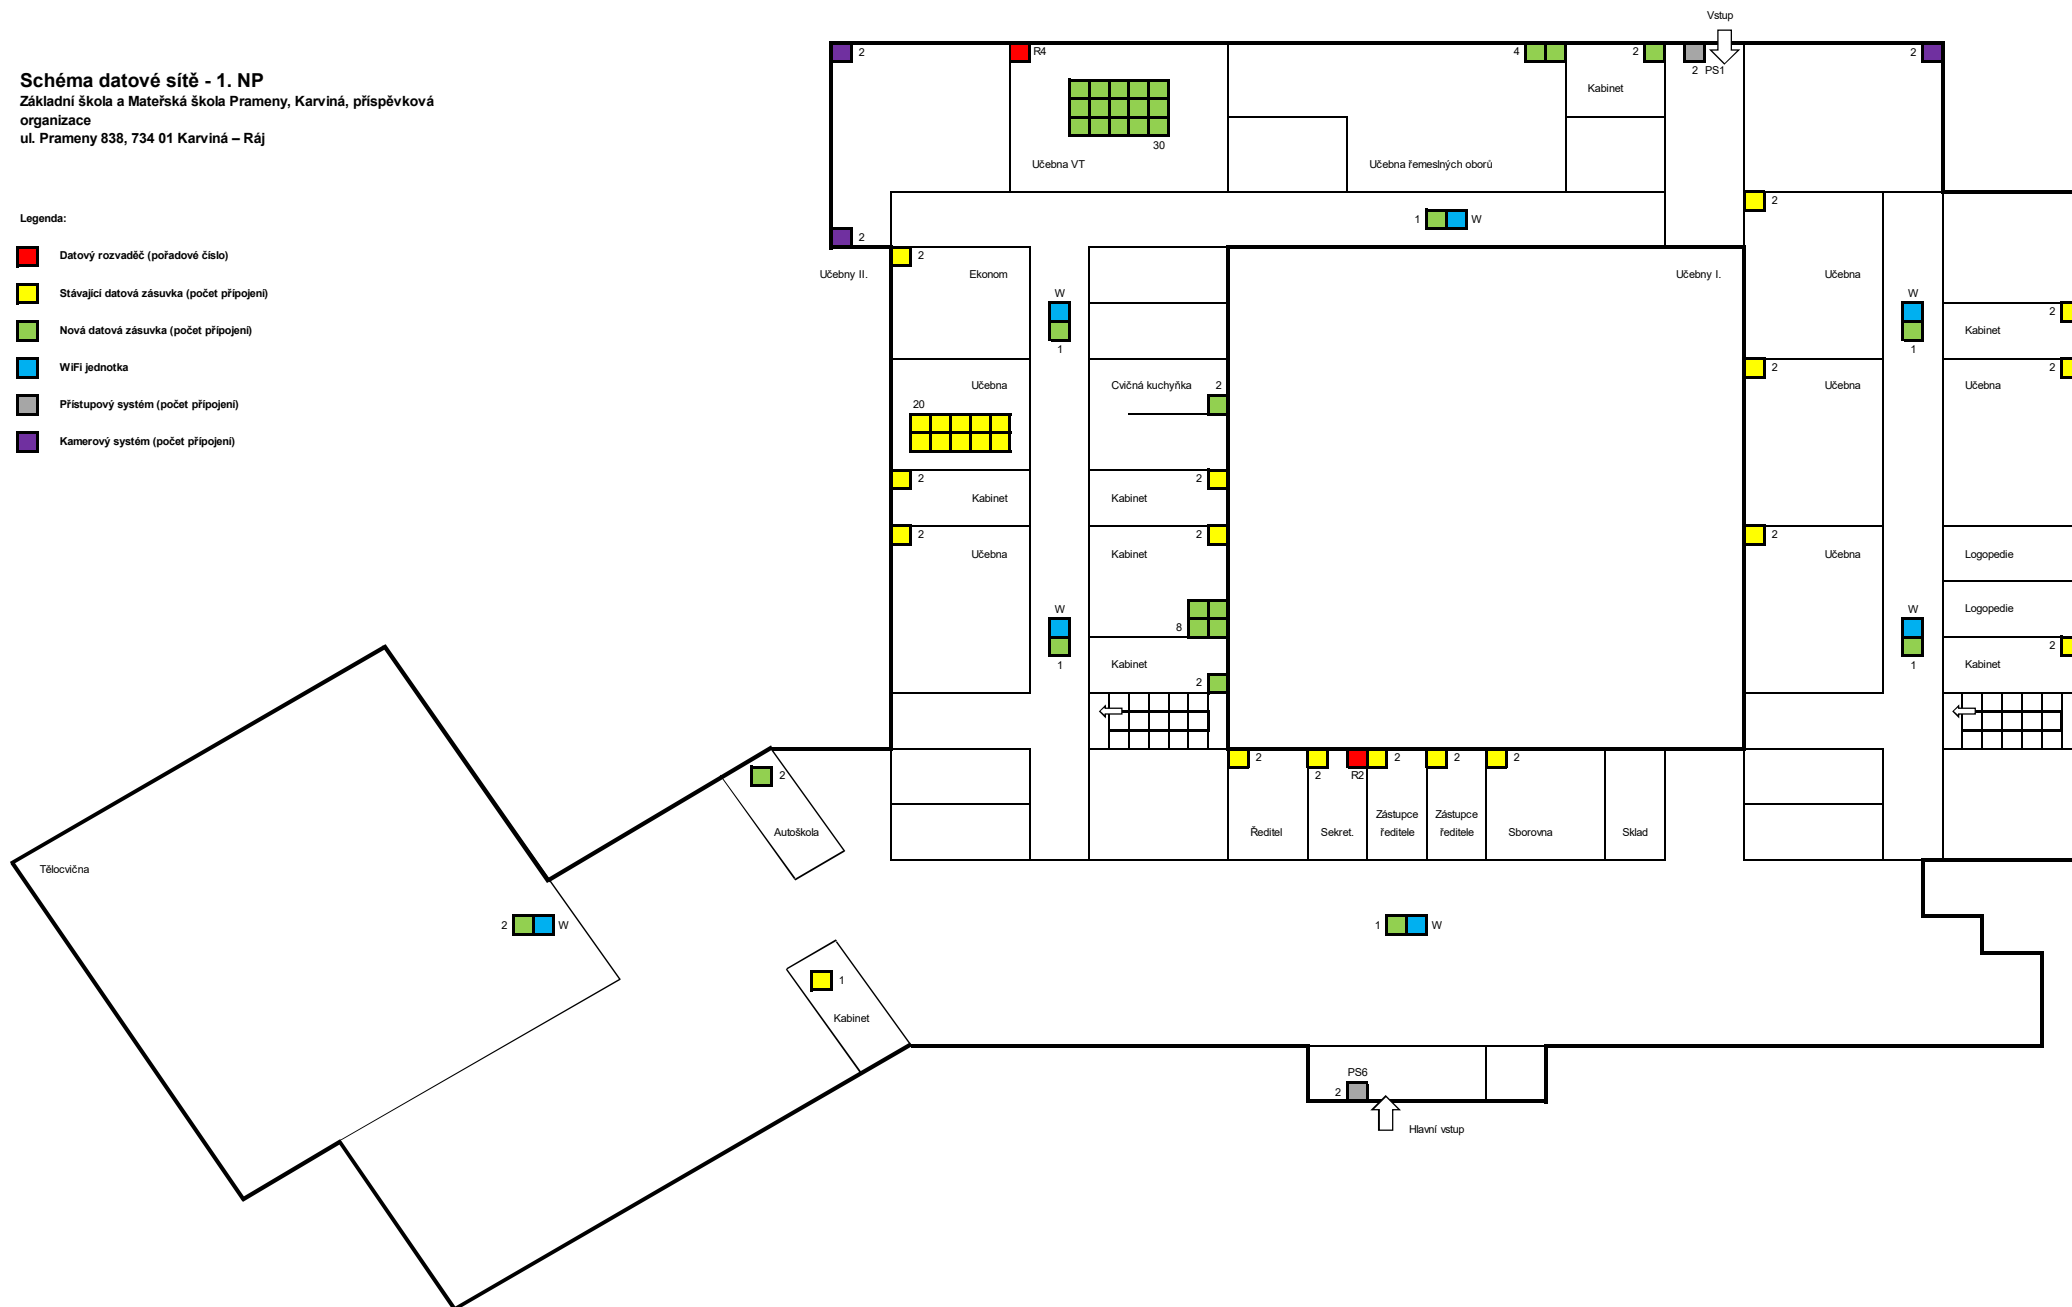 Vstup
2
R4
4
2
2
Schéma datové sítě - 1. NP
2 PS1
Základní škola a Mateřská škola Prameny, Karviná, příspěvková
organizace
ul. Prameny 838, 734 01 Karviná – Ráj
Kabinet
30
Učebna VT
Učebna řemeslných oborů
Legenda:
2
1
W
2
Datový rozvaděč (pořadové číslo)
2
Učebny II.
Ekonom
Učebny I.
Učebna
Stávající datová zásuvka (počet připojení)
W
W
2
Nová datová zásuvka (počet připojení)
Kabinet
1
1
WiFi jednotka
2
2
Učebna
Cvičná kuchyňka
2
Učebna
Učebna
Přístupový systém (počet připojení)
20
Kamerový systém (počet připojení)
2
2
Kabinet
Kabinet
2
2
2
Učebna
Kabinet
Učebna
Logopedie
W
W
Logopedie
8
2
1
Kabinet
1
Kabinet
2
2
2
2
2
2
2
R2
Autoškola
Ředitel
Sekret.
Zástupce
ředitele
Zástupce
ředitele
Sborovna
Sklad
Tělocvična
2
W
1
W
1
Kabinet
PS6
2
Hlavní vstup